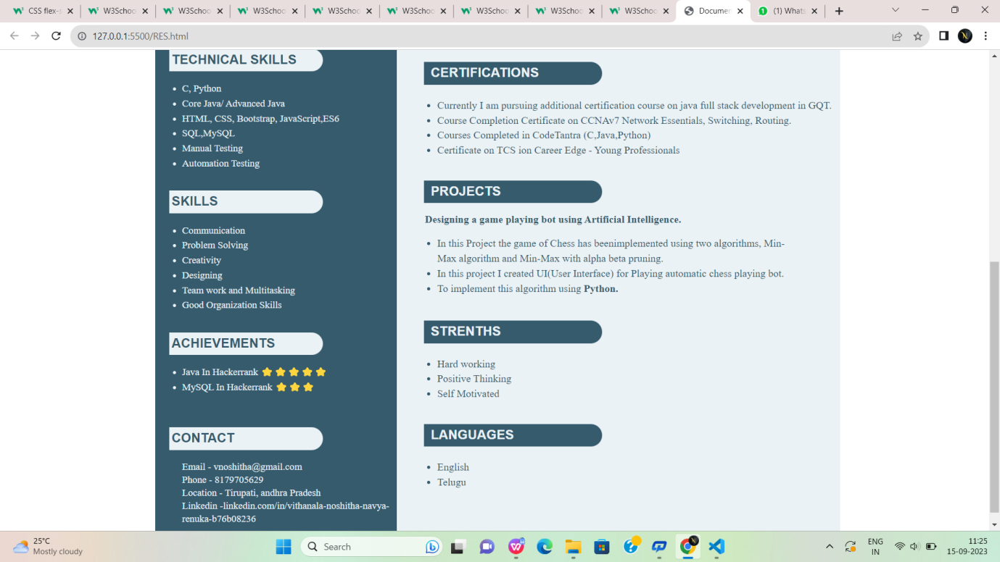 CSS flex-s
W3Schoo
W3Schoo
W3Schoo
W3Schoo
W3Schoo
W3Schoo
W3Schoo
W3Schoo
Documen
(1) Whats
127.0.0.1:5500/RES.html
TECHNICAL SKILLS
C, Python
Core Java/ Advanced Java
HTML, CSS, Bootstrap, JavaScript,ES6
SQL,MySQL
Manual Testing
Automation Testing
SKILLS
Communication
Problem Solving
Creativity
Designing
Team work and Multitasking
Good Organization Skills
ACHIEVEMENTS
Java In Hackerrank
MySQL In Hackerrank
CONTACT
Email - vnoshitha@gmail.com
Phone - 8179705629
Location - Tirupati, andhra Pradesh
Linkedin -linkedin.com/in/vithanala-noshitha-navya-
renuka-b76b08236
CERTIFICATIONS
Currently I am pursuing additional certification course on java full stack development in GQT.
Course Completion Certificate on CCNAv7 Network Essentials, Switching, Routing.
Courses Completed in CodeTantra (C,Java,Python)
Certificate on TCS ion Career Edge - Young Professionals
PROJECTS
Designing a game playing bot using Artificial Intelligence.
In this Project the game of Chess has beenimplemented using two algorithms, Min-
Max algorithm and Min-Max with alpha beta pruning.
In this project I created UI(User Interface) for Playing automatic chess playing bot.
To implement this algorithm using Python.
STRENTHS
Hard working
Positive Thinking
Self Motivated
LANGUAGES
English
Telugu
25°C
Mostly cloudy
Search
ENG
IN
11:25
15-09-2023